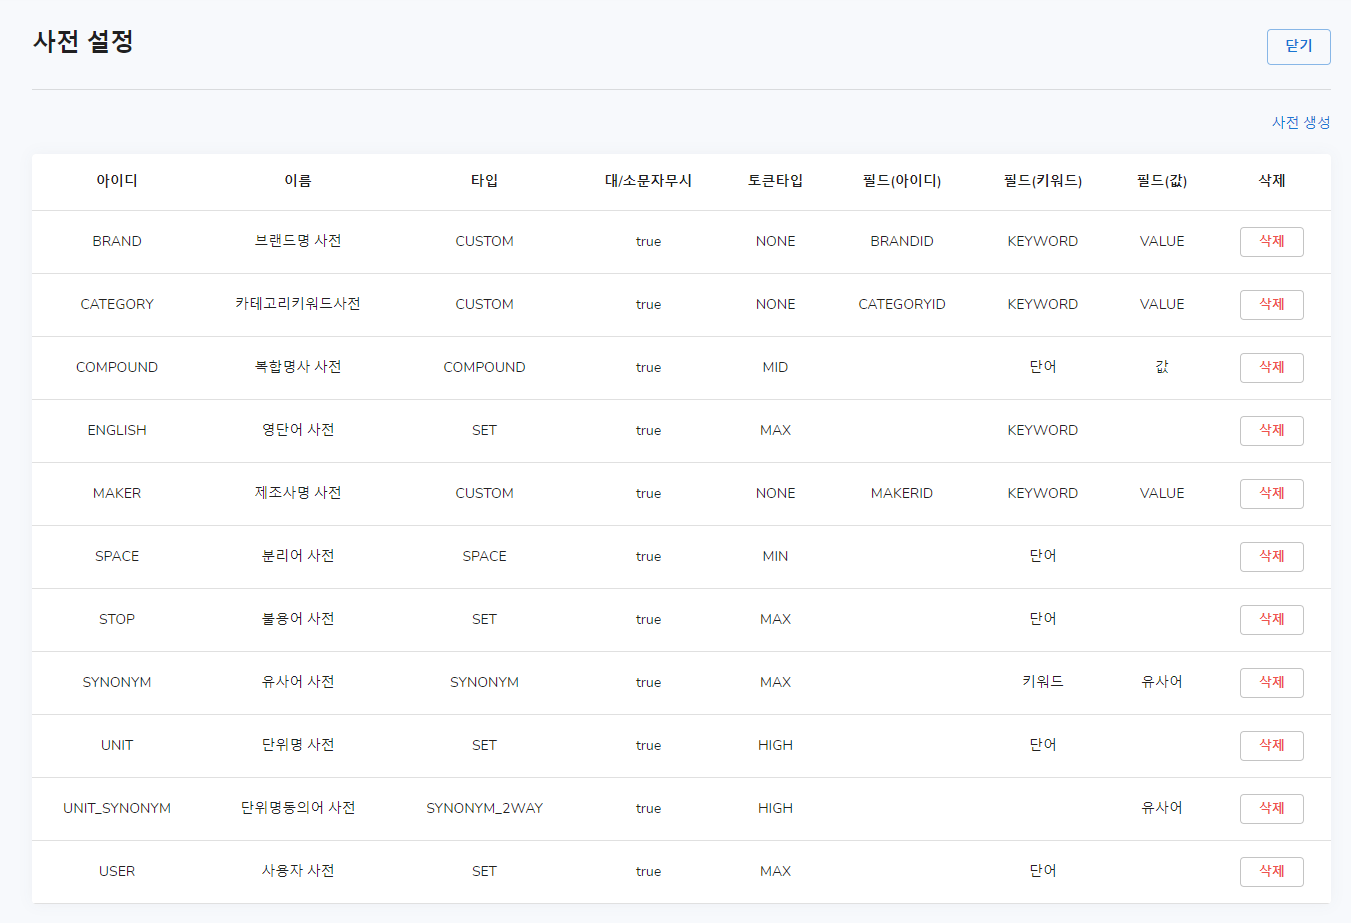 사전 설정
닫기
사전 생성
아이디 이름 타입 대/소문자무시 토큰타입 필드(아이디) 필드(키워드) 필드(값) 삭제
BRAND 브랜드명 사전 CUSTOM true NONE BRANDID KEYWORD VALUE 삭제
CATEGORY 카테고리키워드사전 CUSTOM true NONE CATEGORYID KEYWORD VALUE 삭제
COMPOUND 복합명사 사전 COMPOUND true MID 단어 값 삭제
ENGLISH 영단어 사전 SET true MAX KEYWORD 삭제
MAKER 제조사명 사전 CUSTOM true NONE MAKERID KEYWORD VALUE 삭제
SPACE 분리어 사전 SPACE true MIN 단어 삭제
STOP 불용어 사전 SET true MAX 단어 삭제
SYNONYM 유사어 사전 SYNONYM true MAX 키워드 유사어 삭제
UNIT 단위명 사전 SET true HIGH 단어 삭제
UNIT_SYNONYM 단위명동의어 사전 SYNONYM_2WAY true HIGH 유사어 삭제
USER 사용자 사전 SET true MAX 단어 삭제